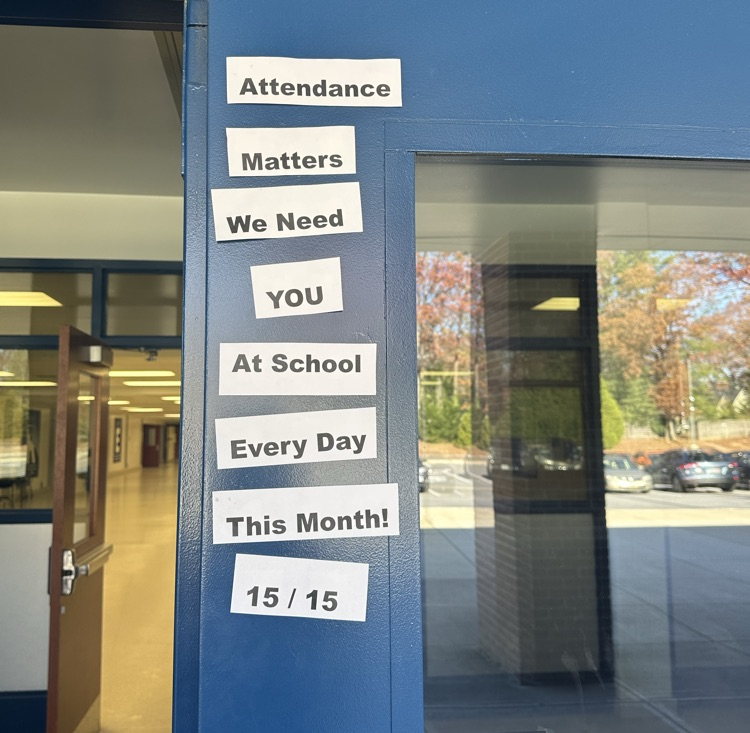 Attendance
Matters
We Need
YOU
At School
Every Day
This Month!
15 / 15